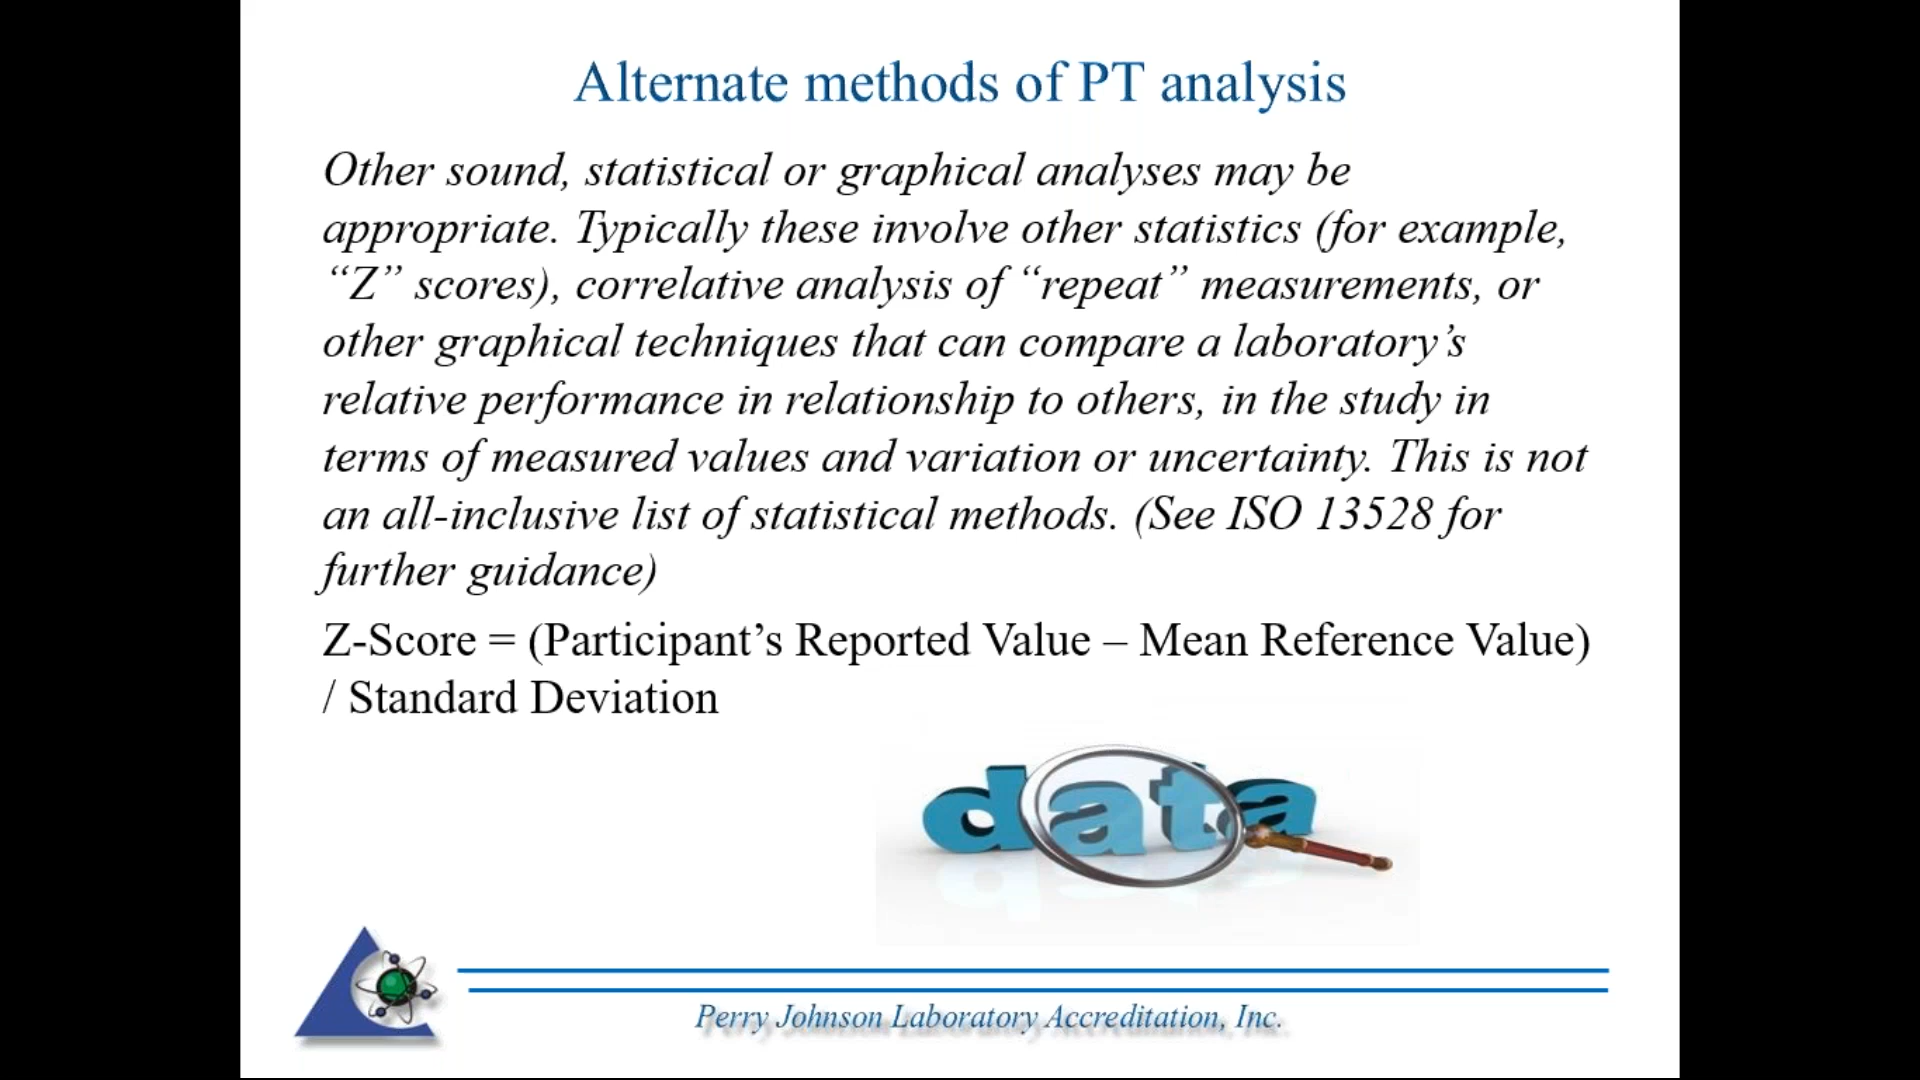 Alternate methods of PT analysis
Other sound, statistical or graphical analyses may be
appropriate. Typically these involve other statistics (for example,
“Z” scores), correlative analysis of “repeat” measurements, or
other graphical techniques that can compare a laboratory’s
relative performance in relationship to others, in the study in
terms of measured values and variation or uncertainty. This is not
an all-inclusive list of statistical methods. (See ISO 13528 for
further guidance)
Z-Score = (Participant’s Reported Value – Mean Reference Value)
/ Standard Deviation
data
Perry Johnson Laboratory Accreditation, Inc.